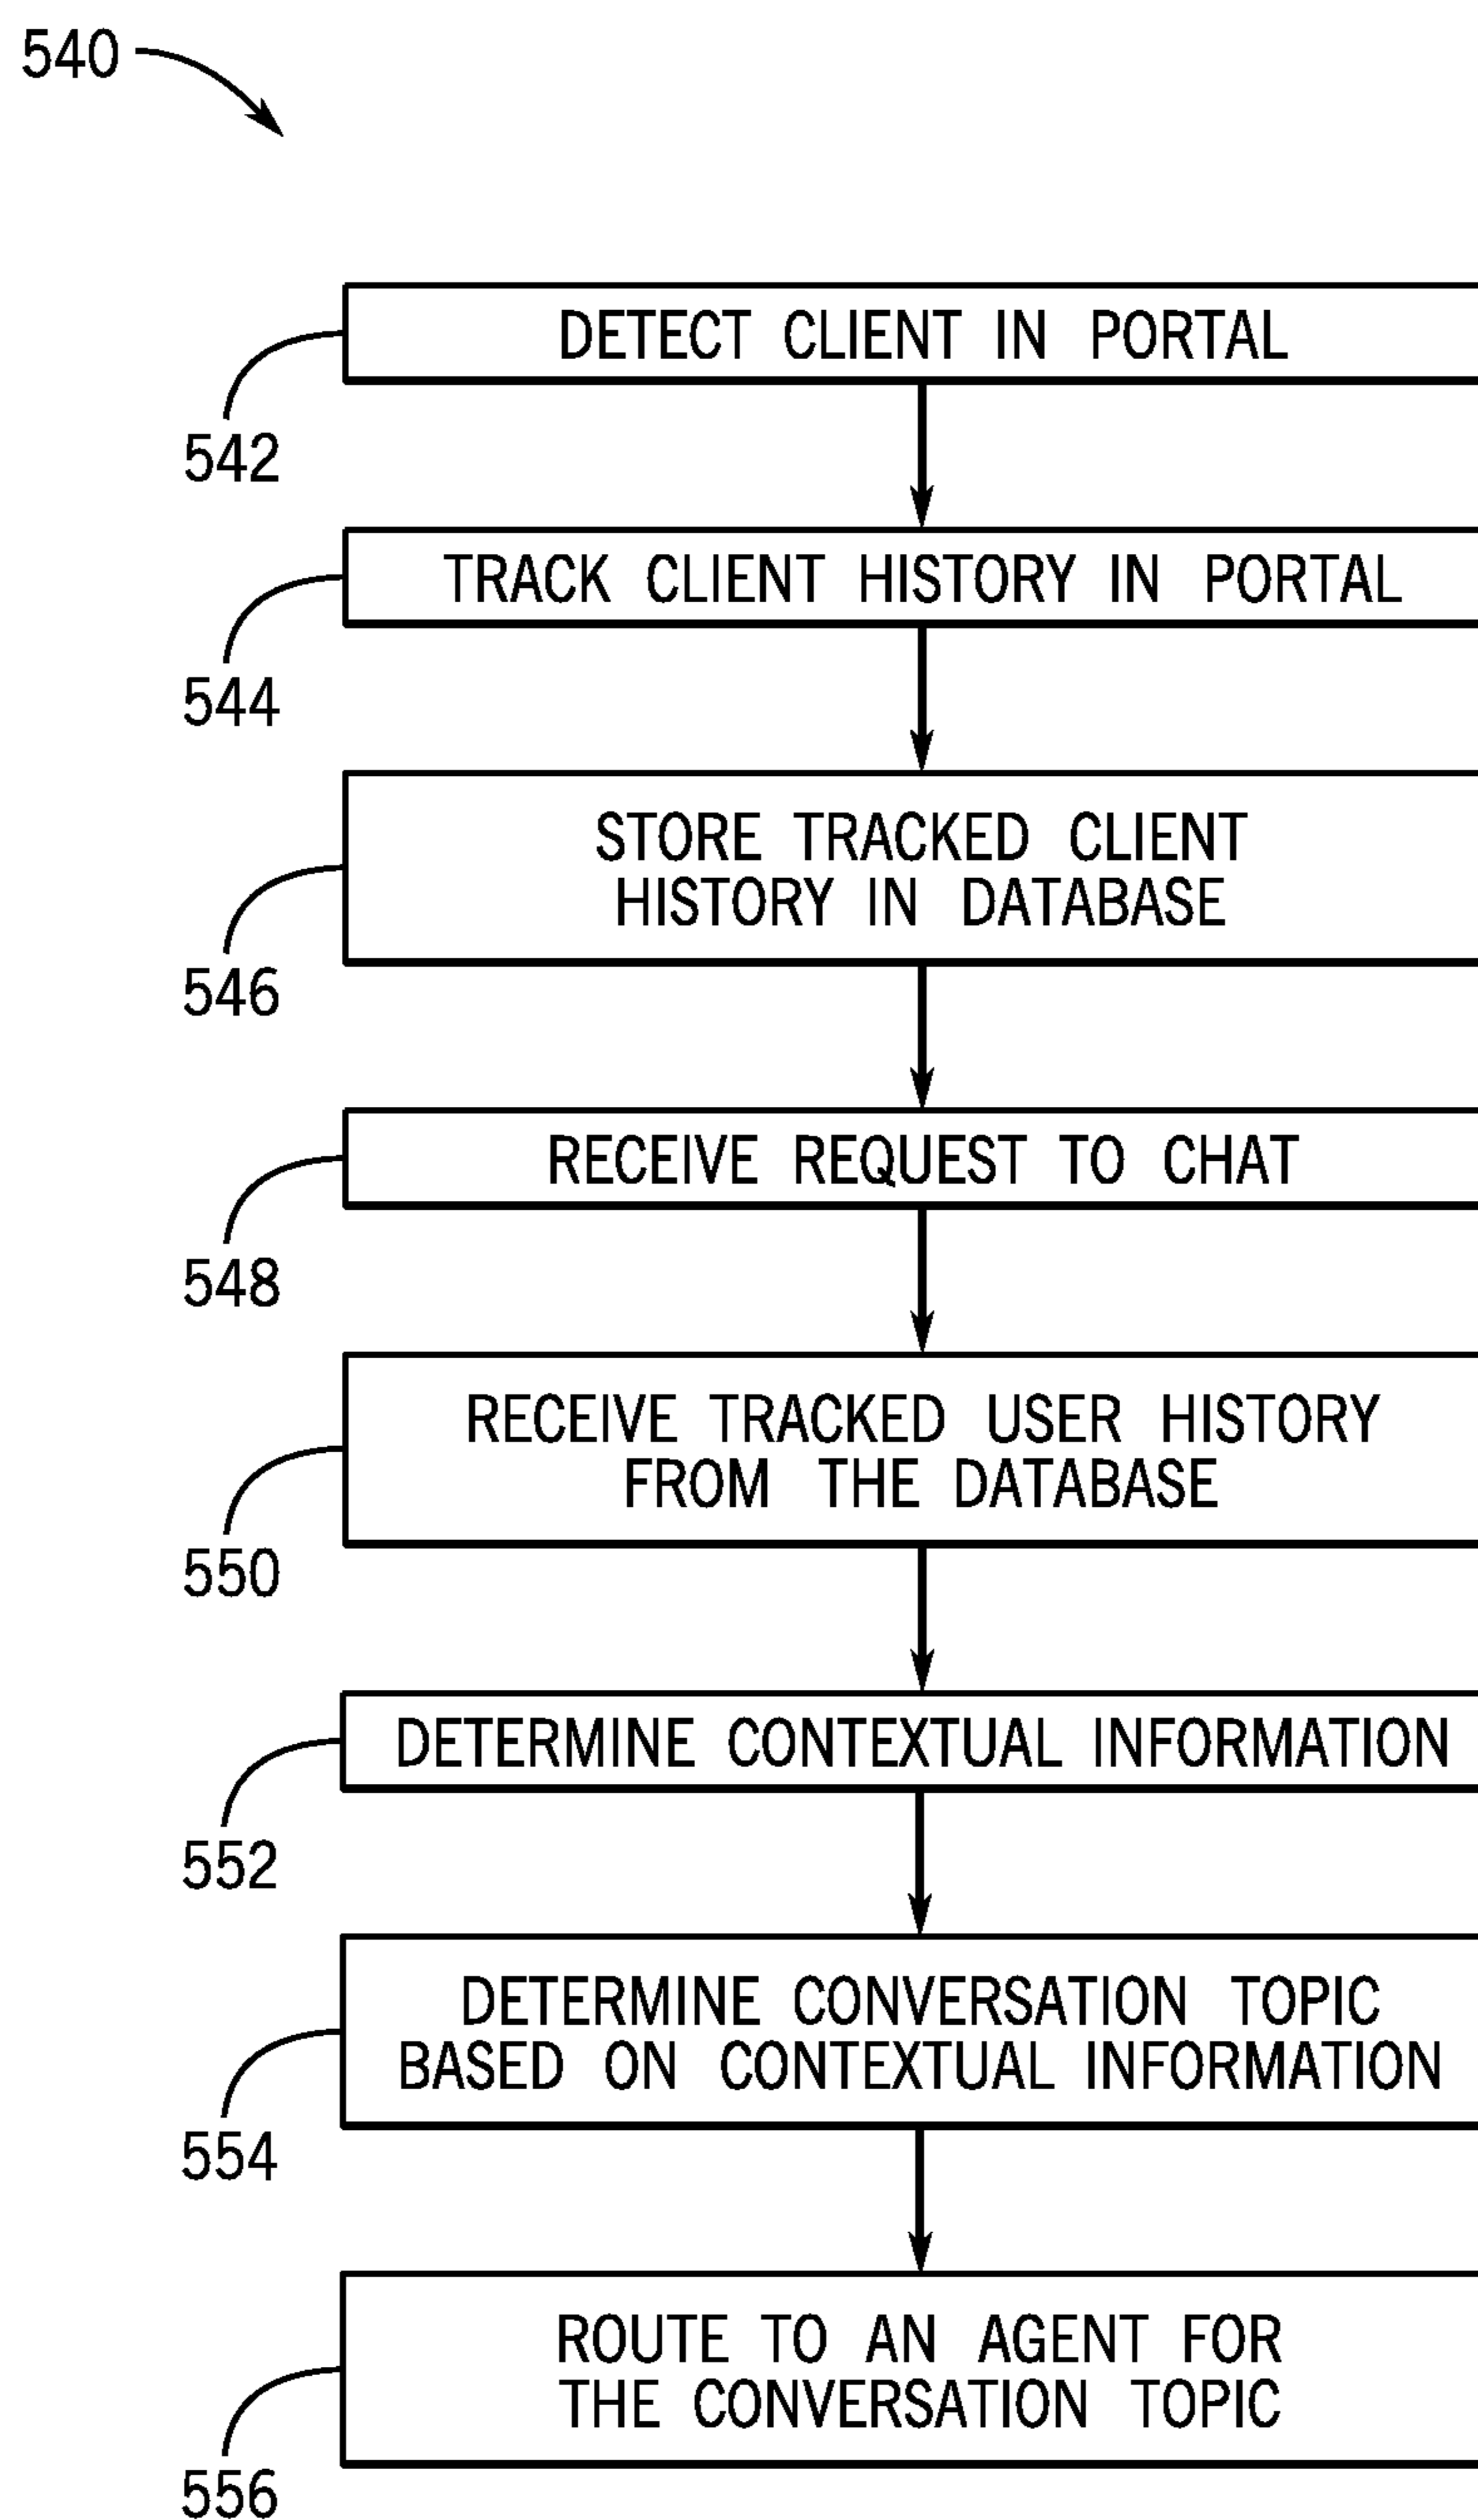 540
DETECT CLIENT IN PORTAL
542
TRACK CLIENT HISTORY IN PORTAL
544
STORE TRACKED CLIENT
HISTORY IN DATABASE
546
RECEIVE REQUEST TO CHAT
548
RECEIVE TRACKED USER HISTORY
FROM THE DATABASE
550
DETERMINE CONTEXTUAL INFORMATION
552
DETERMINE CONVERSATION TOPIC
BASED ON CONTEXTUAL INFORMATION
554
ROUTE TO AN AGENT FOR
THE CONVERSATION TOPIC
556